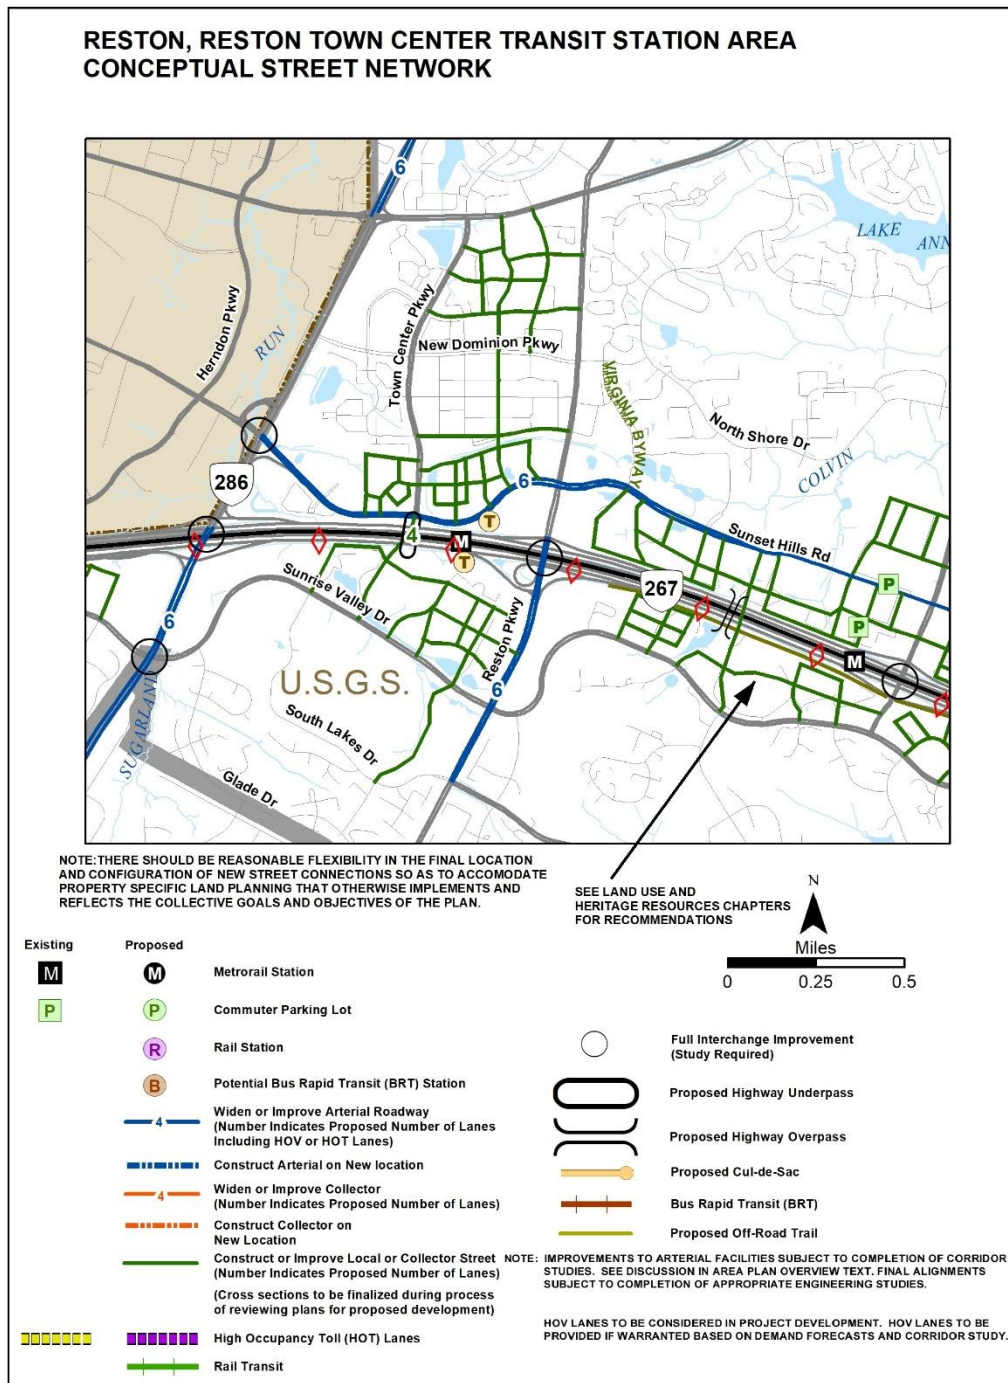 RESTON, RESTON TOWN CENTER TRANSIT STATION AREA
CONCEPTUAL STREET NETWORK
6
LAKE ANN
Herndon Pkwy
RUN
Town Center Pkwy
New Dominion Pkwy
VIRGINIA BYWAY
North Shore Dr
COLVIN
286
6
T
4
M
T
Sunset Hills Rd
P
Sunrise Valley Dr
267
6
Reston Pkwy
P
M
U.S.G.S.
6
SUGARLAND
South Lakes Dr
Glade Dr
NOTE:THERE SHOULD BE REASONABLE FLEXIBILITY IN THE FINAL LOCATION
AND CONFIGURATION OF NEW STREET CONNECTIONS SO AS TO ACCOMODATE
PROPERTY SPECIFIC LAND PLANNING THAT OTHERWISE IMPLEMENTS AND
REFLECTS THE COLLECTIVE GOALS AND OBJECTIVES OF THE PLAN.
SEE LAND USE AND
HERITAGE RESOURCES CHAPTERS
FOR RECOMMENDATIONS
N
Miles
0 0.25 0.5
Existing Proposed
M M Metrorail Station
P P Commuter Parking Lot
R Rail Station
B Potential Bus Rapid Transit (BRT) Station
4 Widen or Improve Arterial Roadway
(Number Indicates Proposed Number of Lanes
Including HOV or HOT Lanes)
Construct Arterial on New location
4 Widen or Improve Collector
(Number Indicates Proposed Number of Lanes)
Construct Collector on
New Location
Construct or Improve Local or Collector Street
(Number Indicates Proposed Number of Lanes)
(Cross sections to be finalized during process
of reviewing plans for proposed development)
High Occupancy Toll (HOT) Lanes
Rail Transit
Full Interchange Improvement
(Study Required)
Proposed Highway Underpass
Proposed Highway Overpass
Proposed Cul-de-Sac
Bus Rapid Transit (BRT)
Proposed Off-Road Trail
NOTE: IMPROVEMENTS TO ARTERIAL FACILITIES SUBJECT TO COMPLETION OF CORRIDOR
STUDIES. SEE DISCUSSION IN AREA PLAN OVERVIEW TEXT. FINAL ALIGNMENTS
SUBJECT TO COMPLETION OF APPROPRIATE ENGINEERING STUDIES.
HOV LANES TO BE CONSIDERED IN PROJECT DEVELOPMENT. HOV LANES TO BE
PROVIDED IF WARRANTED BASED ON DEMAND FORECASTS AND CORRIDOR STUDY.